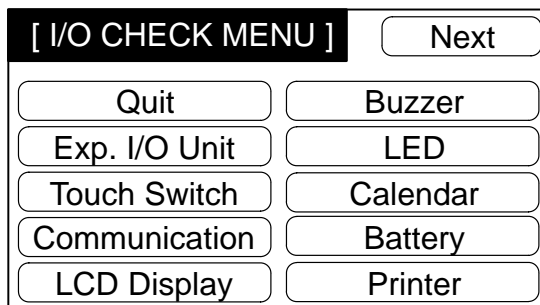 [ I/O CHECK MENU ] Next
Quit Buzzer
Exp. I/O Unit LED
Touch Switch Calendar
Communication Battery
LCD Display Printer